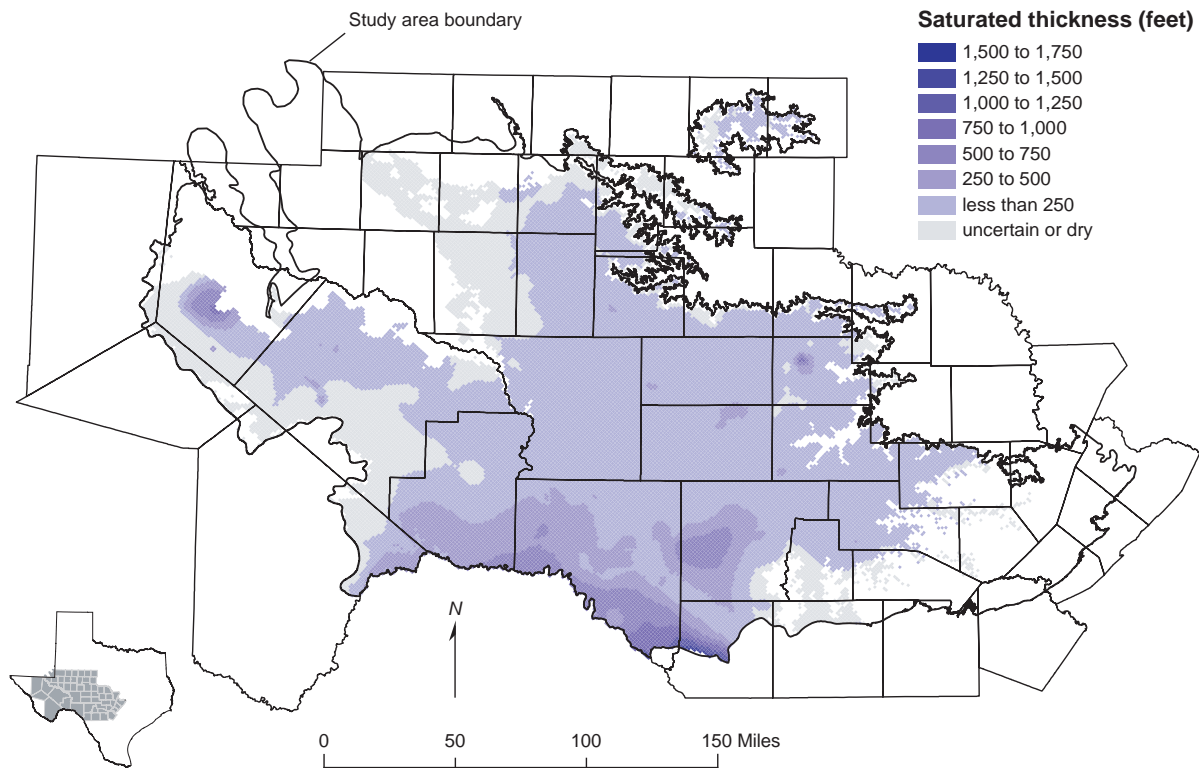 Study area boundary
Saturated thickness (feet)
1,500 to 1,750
1,250 to 1,500
1,000 to 1,250
750 to 1,000
500 to 750
250 to 500
less than 250
uncertain or dry
N
0 50 100 150 Miles